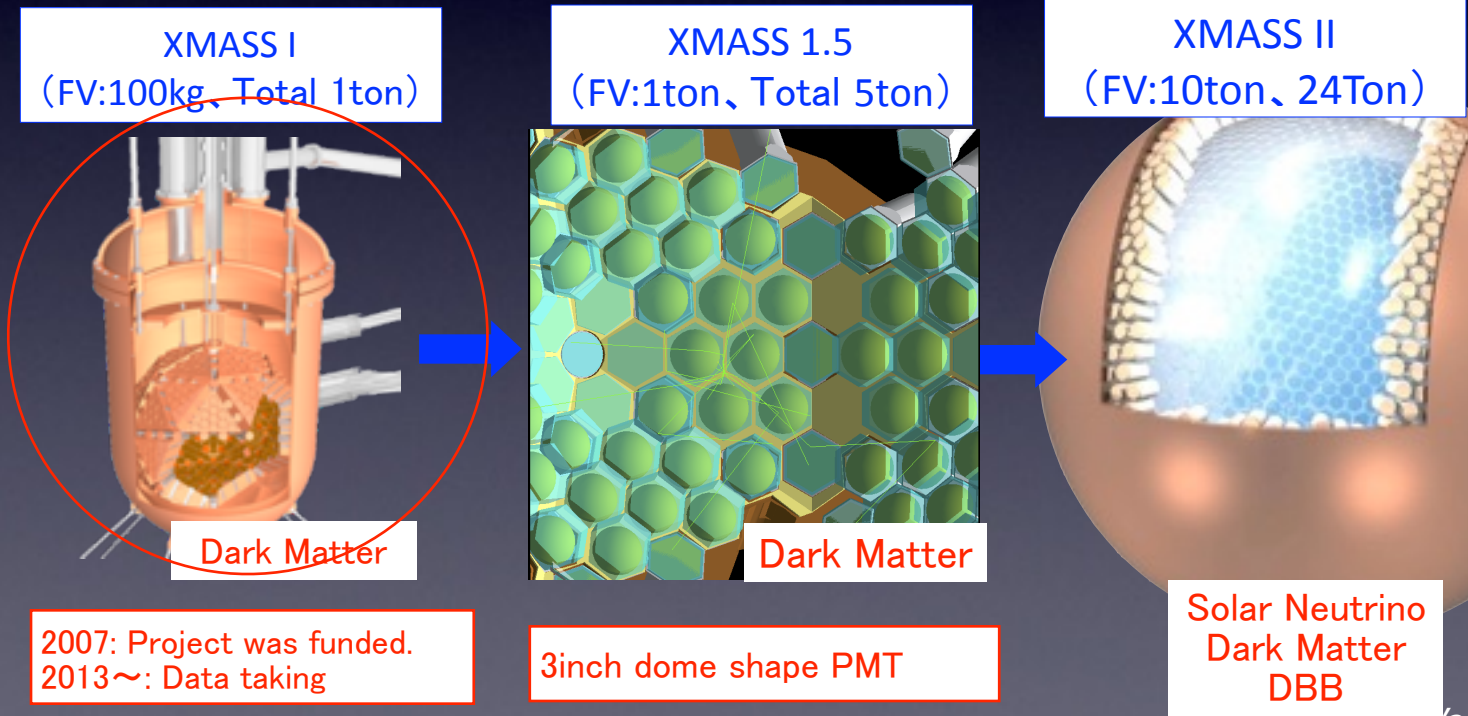 XMASS I
(FV:100kg、Total 1ton)
Dark Matter
2007: Project was funded.
2013～: Data taking
XMASS 1.5
(FV:1ton、Total 5ton)
Dark Matter
3inch dome shape PMT
XMASS II
(FV:10ton、24Ton)
Solar Neutrino
Dark Matter
DBB